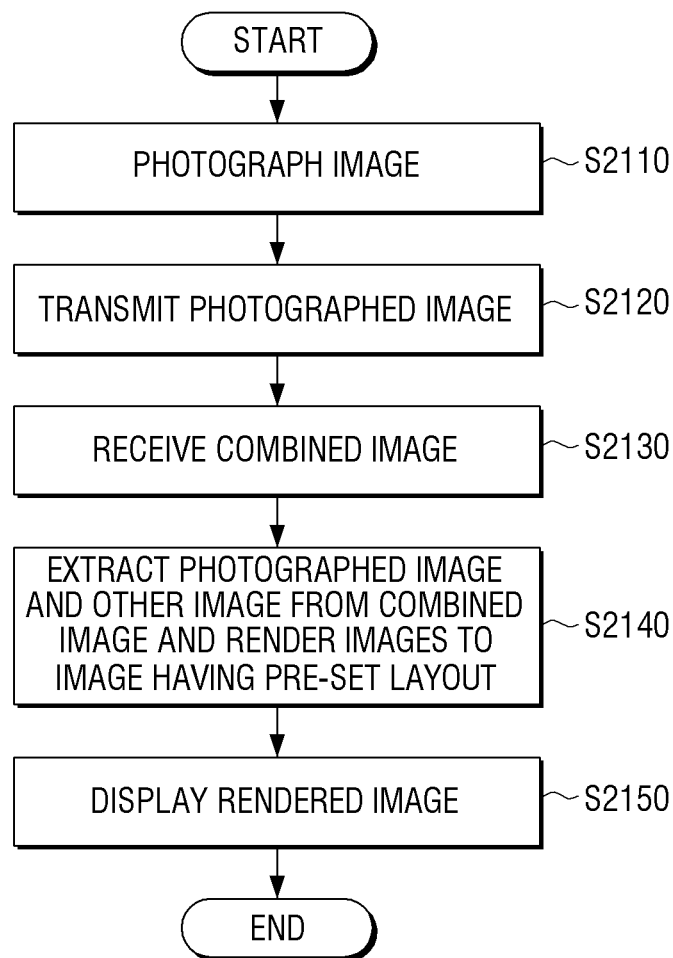 START
PHOTOGRAPH IMAGE
S2110
TRANSMIT PHOTOGRAPHED IMAGE
S2120
RECEIVE COMBINED IMAGE
S2130
EXTRACT PHOTOGRAPHED IMAGE
AND OTHER IMAGE FROM COMBINED
IMAGE AND RENDER IMAGES TO
IMAGE HAVING PRE-SET LAYOUT
S2140
DISPLAY RENDERED IMAGE
S2150
END